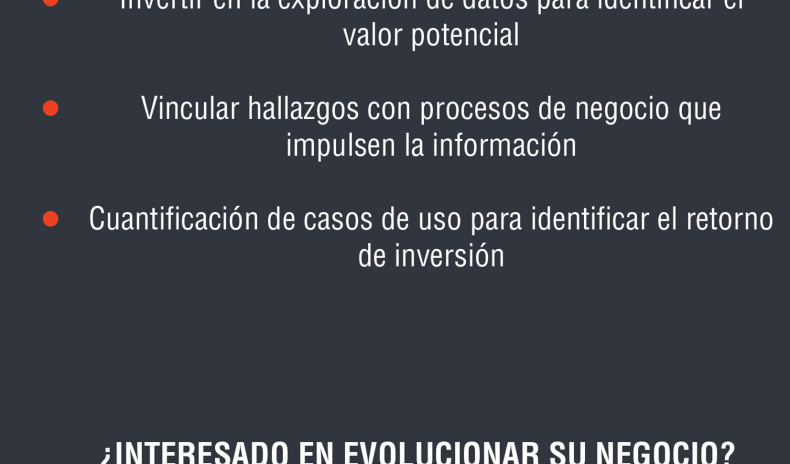 Invertir en la exploración de datos para identificar el
valor potencial
Vincular hallazgos con procesos de negocio que
impulsen la información
Cuantificación de casos de uso para identificar el retorno
de inversión
¿INTERESADO EN EVOLUCIONAR SU NEGOCIO?